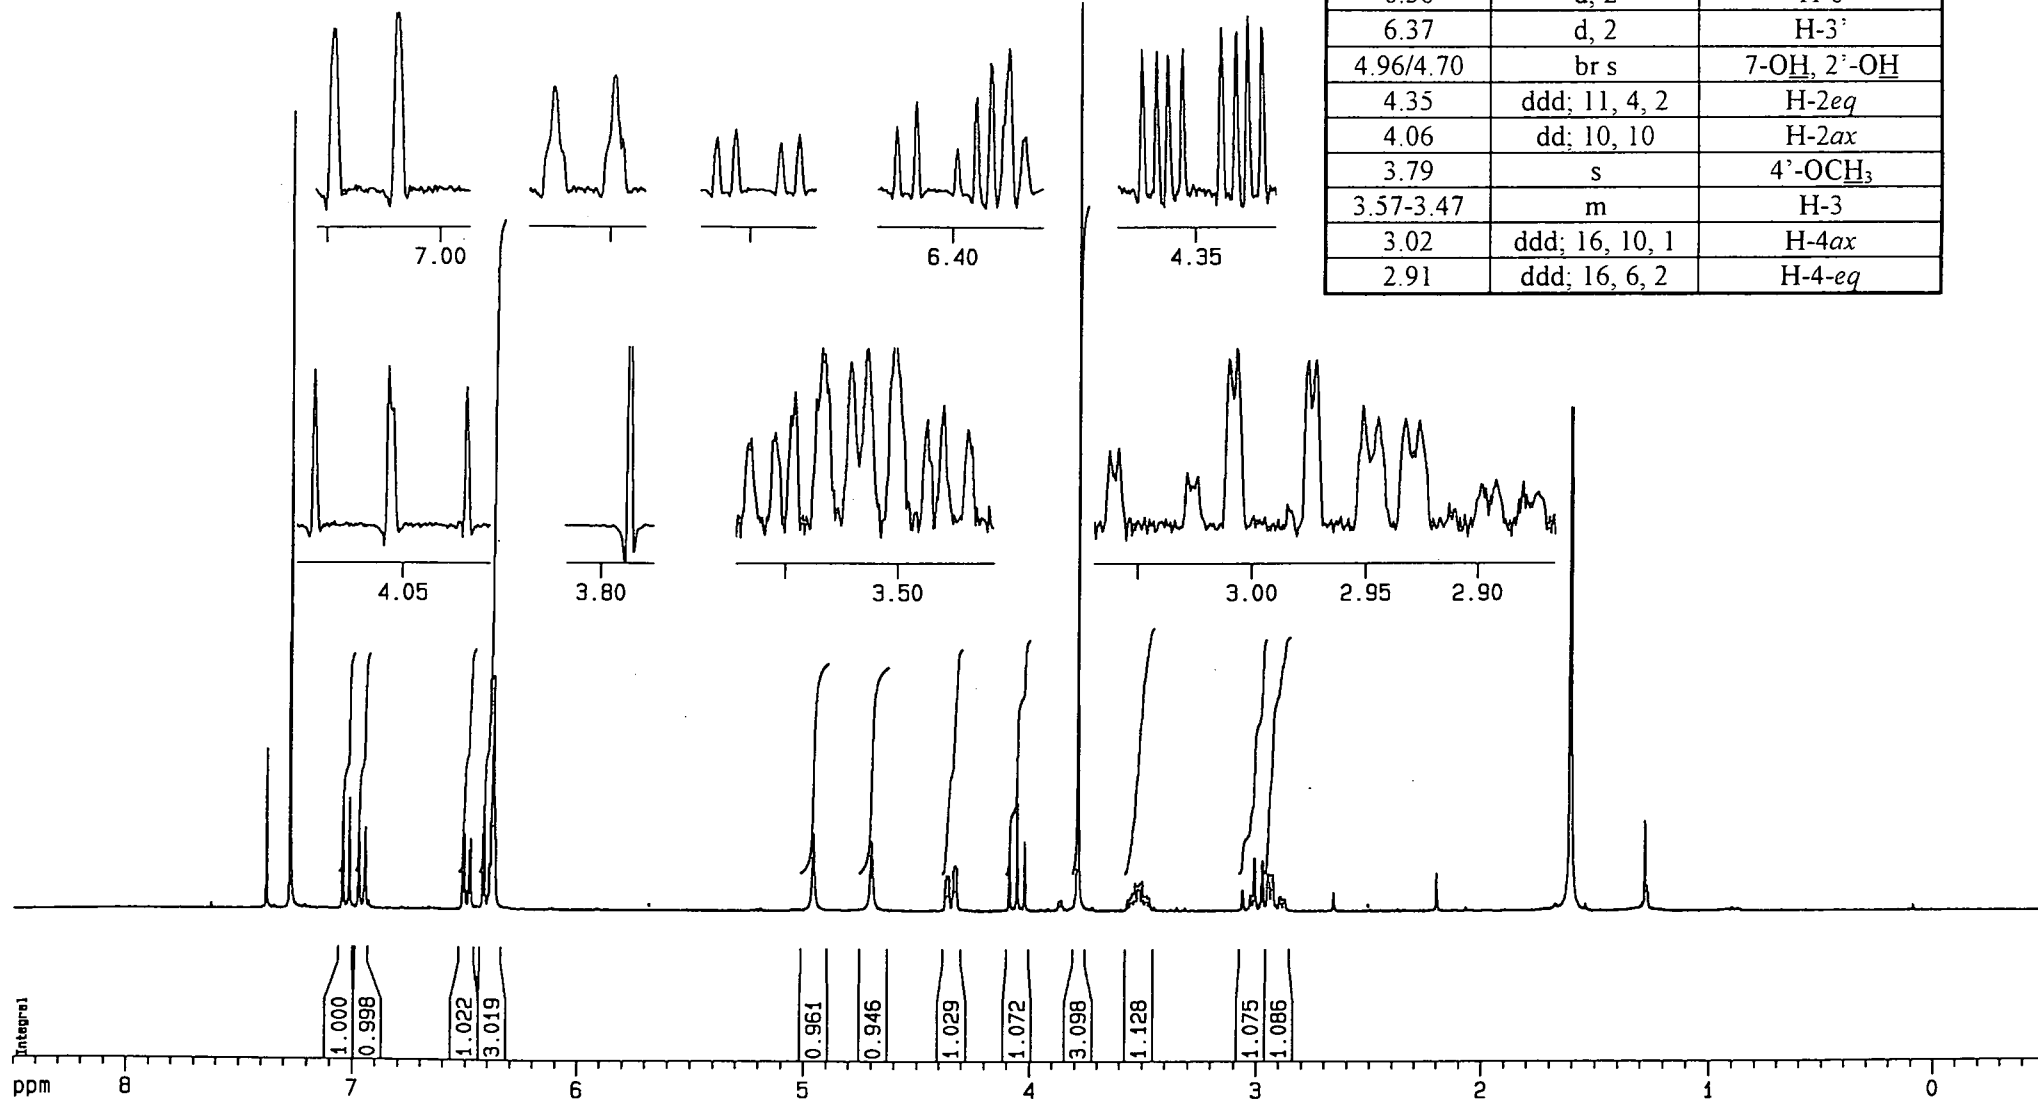 6.37 d, 2 H-3'
4.96/4.70 br s 7-OH, 2'-OH
4.35 ddd; 11, 4, 2 H-2eq
4.06 dd; 10, 10 H-2ax
3.79 s 4'-OCH₃
3.57-3.47 m H-3
3.02 ddd; 16, 10, 1 H-4ax
2.91 ddd; 16, 6, 2 H-4-eq
7.00 6.40 4.35
4.05 3.80 3.50 3.00 2.95 2.90
Integral
1.000 0.998 1.022 3.019 0.961 0.946 1.029 1.072 3.098 1.128 1.075 1.086
ppm 8 7 6 5 4 3 2 1 0